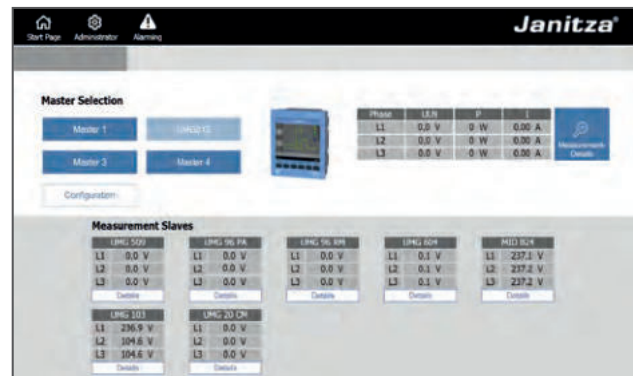 Janitza®
Start Page Administrator Alarming
Master Selection
Master 1
Master 3 Master 4
Configuration
Phase ULN P I
L1 0,0 V 0 W 0,00 A
L2 0,0 V 0 W 0,00 A
L3 0,0 V 0 W 0,00 A
Measurement
Details
Measurement Slaves
UMG 509 UMG 96 PA UMG 96 RM UMG 604 MID 824
L1 0.0 V L1 0.0 V L1 0.0 V L1 0.1 V L1 237.1 V
L2 0.0 V L2 0.0 V L2 0.0 V L2 0.1 V L2 237.2 V
L3 0.0 V L3 0.0 V L3 0.0 V L3 0.1 V L3 237.2 V
Details Details Details Details Details
UMG 103 UMG 20 CM
L1 236.9 V L1 0.0 V
L2 104.6 V L2 0.0 V
L3 104.6 V L3 0.0 V
Details Details